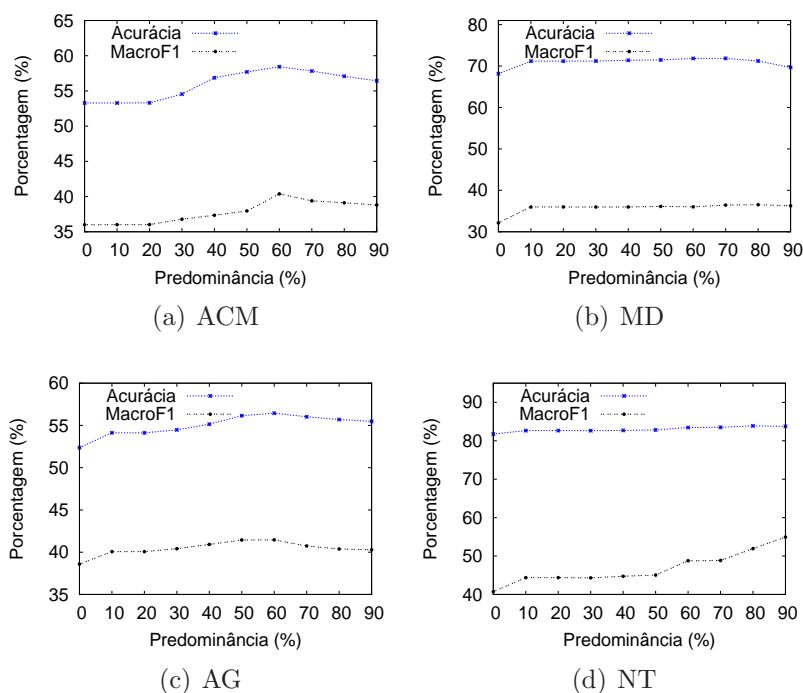 65
60
55
50
45
40
35
0 10 20 30 40 50 60 70 80 90
Porcentagem (%)
Predominância (%)
Acurácia
MacroF1
(a) ACM
80
70
60
50
40
30
0 10 20 30 40 50 60 70 80 90
Porcentagem (%)
Predominância (%)
Acurácia
MacroF1
(b) MD
60
55
50
45
40
35
0 10 20 30 40 50 60 70 80 90
Porcentagem (%)
Predominância (%)
Acurácia
MacroF1
(c) AG
90
80
70
60
50
40
0 10 20 30 40 50 60 70 80 90
Porcentagem (%)
Predominância (%)
Acurácia
MacroF1
(d) NT